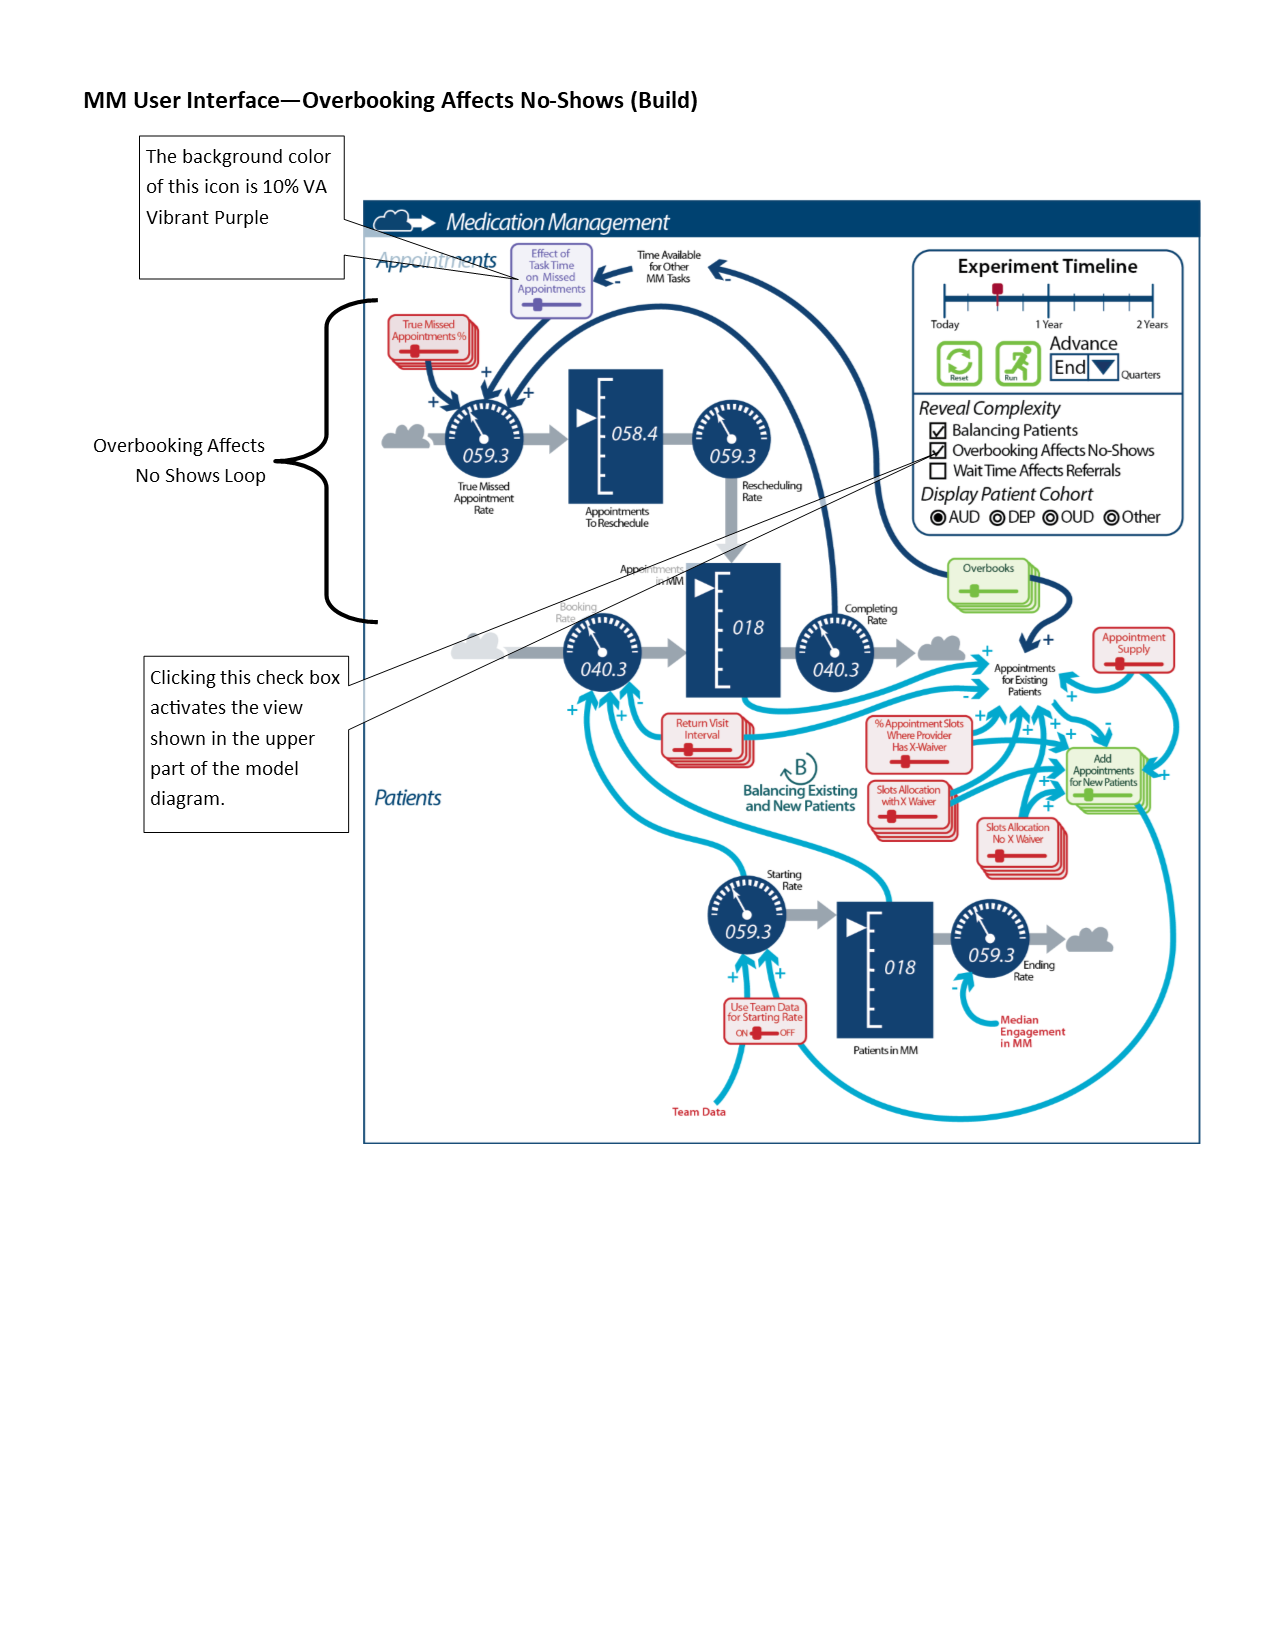 MM User Interface—Overbooking Affects No-Shows (Build)
The background color
of this icon is 10% VA
Vibrant Purple
Medication Management
Appointments
Effect of
Task Time
on Missed
Appointments
Time Available
for Other
MM Tasks
-
-
Experiment Timeline
Today
1 Year
2 Years
Reset
Run
Advance
End
Quarters
Reveal Complexity
Balancing Patients
Overbooking Affects No-Shows
Wait Time Affects Referrals
Display Patient Cohort
AUD
DEP
OUD
Other
True Missed
Appointments %
+
+
+
059.3
True Missed
Appointment
Rate
058.4
Appointments
To Reschedule
059.3
Rescheduling
Rate
Overbooking Affects
No Shows Loop
Appointments
in MM
018
Booking
Rate
040.3
Completing
Rate
040.3
Overbooks
+
Appointment
Supply
Appointments
for Existing
Patients
+
-
+
Clicking this check box
activates the view
shown in the upper
part of the model
diagram.
+
+
-
Return Visit
Interval
% Appointment Slots
Where Provider
Has X-Waiver
+
+
+
+
-
B
Balancing Existing
and New Patients
Slots Allocation
with X Waiver
Add
Appointments
for New Patients
+
+
+
Slots Allocation
No X Waiver
Patients
Starting
Rate
059.3
018
Patients in MM
059.3
Ending
Rate
+
+
-
Use Team Data
for Starting Rate
ON
OFF
Median
Engagement
in MM
Team Data